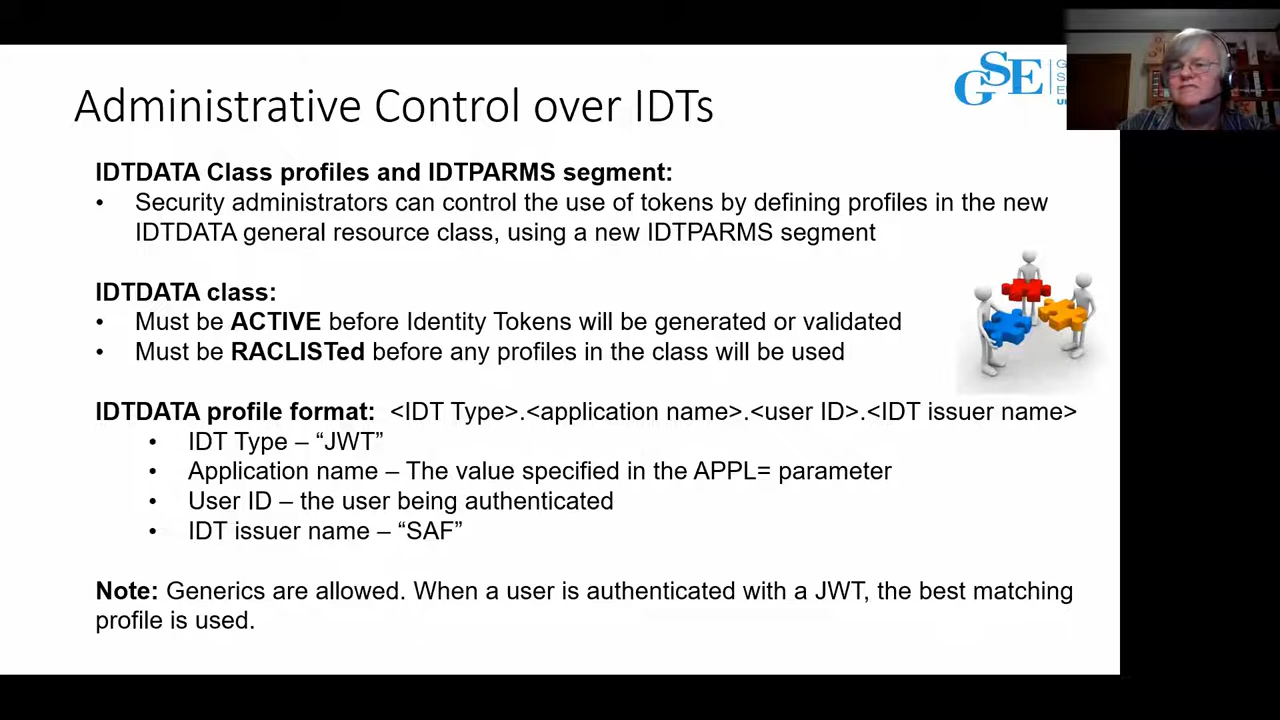 GSE
G
S
E
U
Administrative Control over IDTs
IDTDATA Class profiles and IDTPARMS segment:
• Security administrators can control the use of tokens by defining profiles in the new
IDTDATA general resource class, using a new IDTPARMS segment
IDTDATA class:
• Must be ACTIVE before Identity Tokens will be generated or validated
• Must be RACLISTed before any profiles in the class will be used
IDTDATA profile format: <IDT Type>.<application name>.<user ID>.<IDT issuer name>
• IDT Type – “JWT”
• Application name – The value specified in the APPL= parameter
• User ID – the user being authenticated
• IDT issuer name – “SAF”
Note: Generics are allowed. When a user is authenticated with a JWT, the best matching
profile is used.